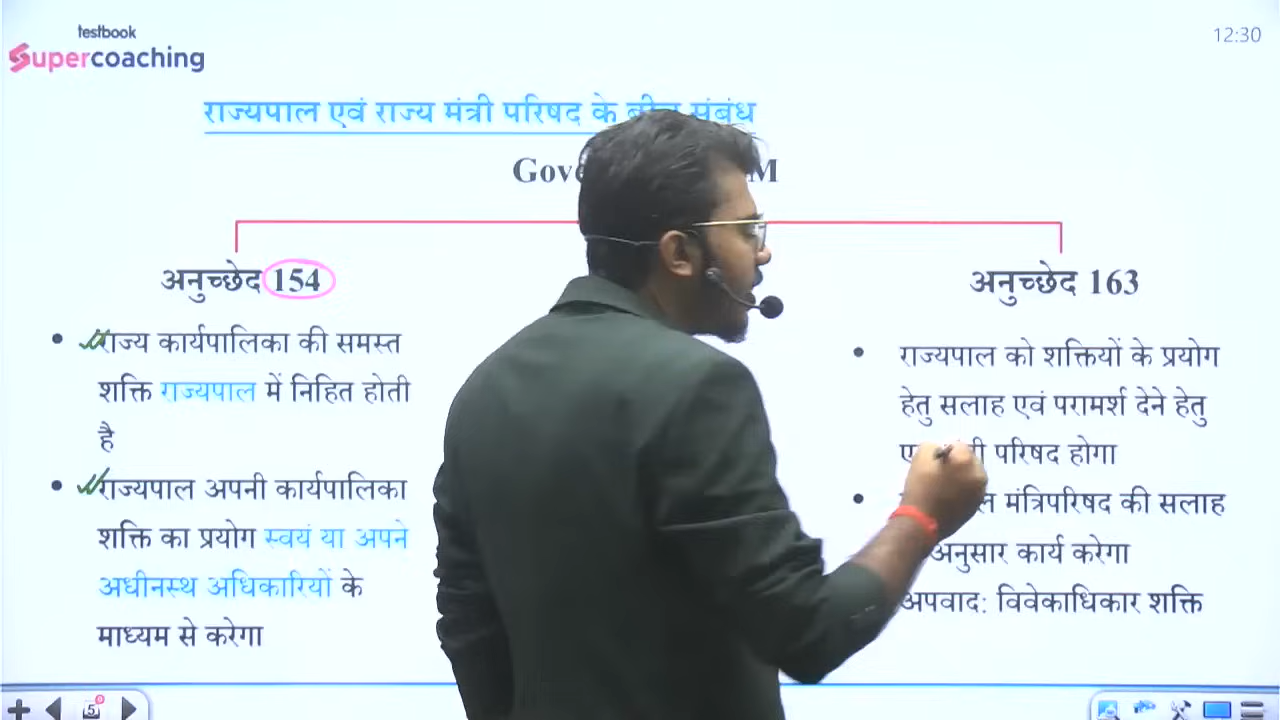 testbook
Supercoaching
12:30
राज्यपाल एवं राज्य मंत्री परिषद के संबंध
अनुच्छेद 154
राज्य कार्यपालिका की समस्त
शक्ति राज्यपाल में निहित होती
है
राज्यपाल अपनी कार्यपालिका
शक्ति का प्रयोग स्वयं या अपने
अधीनस्थ अधिकारियों के
माध्यम से करेगा
अनुच्छेद 163
राज्यपाल को शक्तियों के प्रयोग
हेतु सलाह एवं परामर्श देने हेतु
परिषद होगा
मंत्रिपरिषद की सलाह
अनुसार कार्य करेगा
अपवाद: विवेकाधिकार शक्ति
5